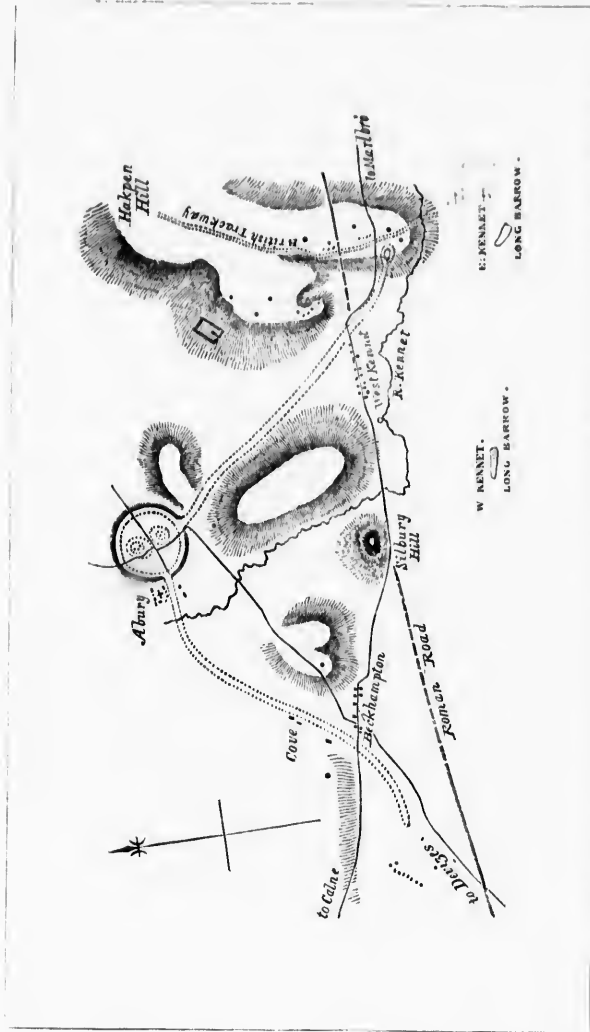 Hakpen
Hill
British Trackway
to Marlbro
Abury
West Kennet
R. Kennet
E: KENNET
LONG BARROW.
W KENNET.
LONG BARROW.
Silbury
Hill
Cove
Beckhampton
Roman Road
to Calne
to Devizes.